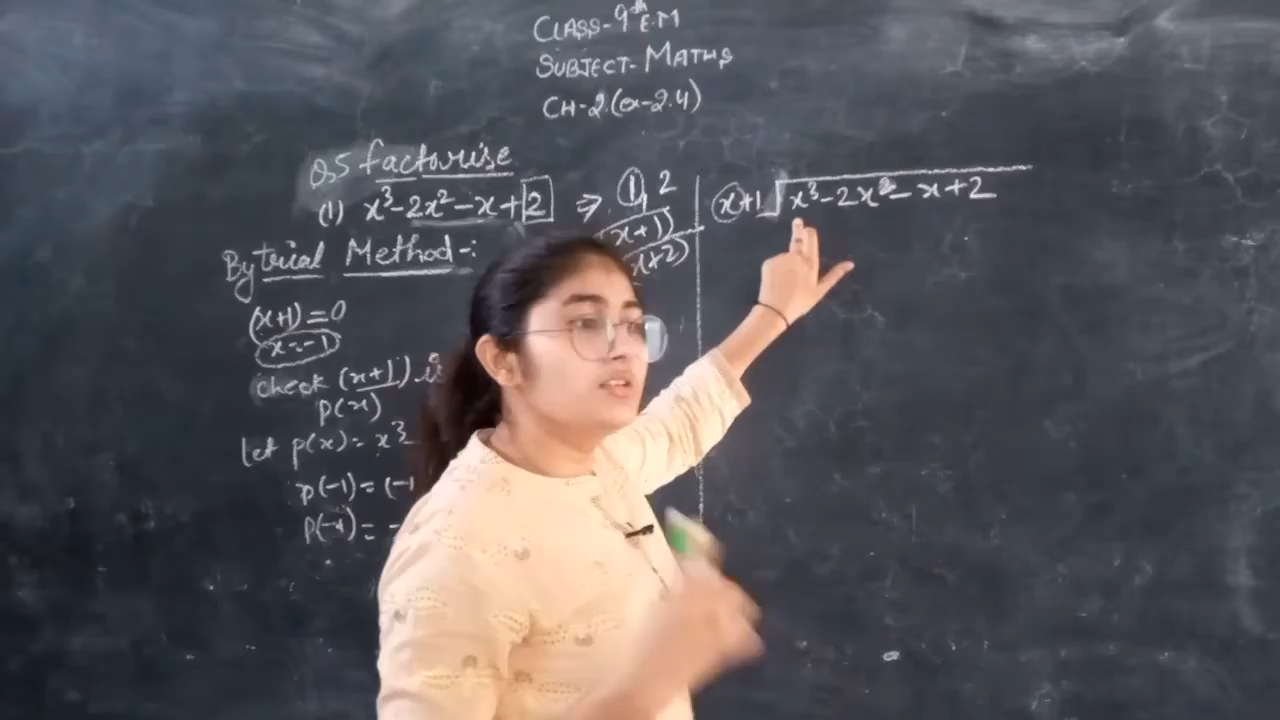 CLASS-9th E.M
SUBJECT-MATHS
CH-2.(ex-2.4)
Q5 factorise
(1) x³-2x²-x+2 ⇒ 1, 2
(x+1)
(x+2)
By trial Method :-
(x+1)=0
x=-1
check (x+1) is
p(x)
let p(x)= x³
p(-1)= (-1
p(-1)= -
x+1 x³-2x²-x+2